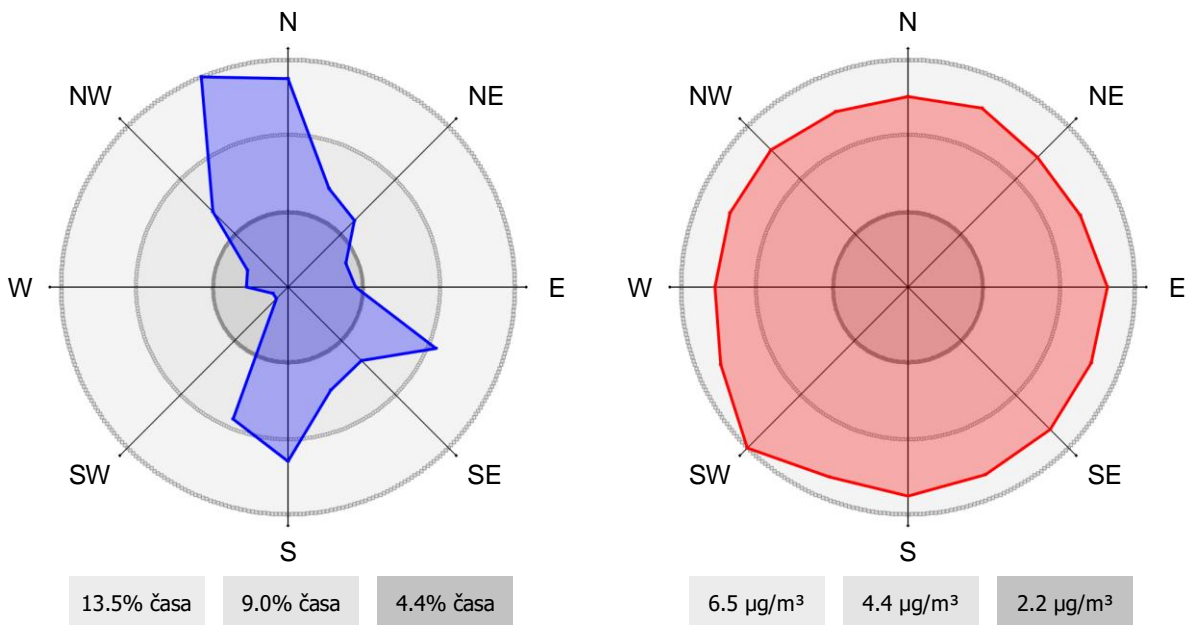 N
N
NW
NE
NW
NE
W
E
W
E
SW
SE
SW
SE
S
S
13.5% časa
9.0% časa
4.4% časa
6.5 µg/m³
4.4 µg/m³
2.2 µg/m³